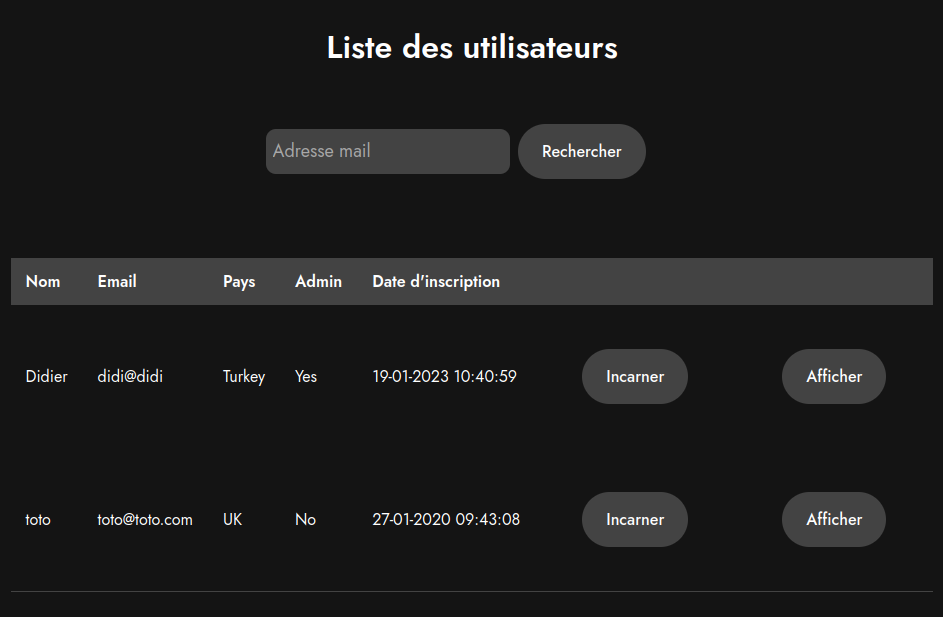 Liste des utilisateurs
Adresse mail Rechercher
Nom Email Pays Admin Date d'inscription
Didier didi@didi Turkey Yes 19-01-2023 10:40:59 Incarner Afficher
toto toto@toto.com UK No 27-01-2020 09:43:08 Incarner Afficher